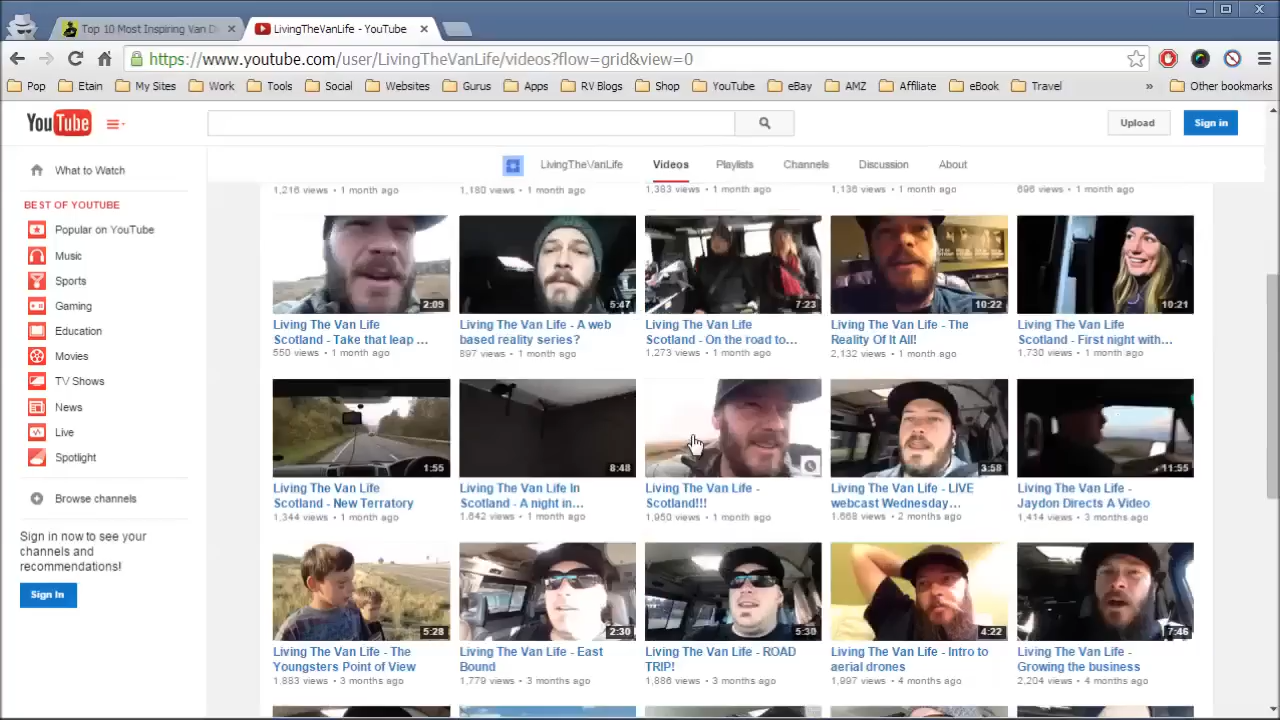 Top 10 Most Inspiring Van D
LivingTheVanLife - YouTube
https://www.youtube.com/user/LivingTheVanLife/videos?flow=grid&view=0
Pop Etain My Sites Work Tools Social Websites Gurus Apps RV Blogs Shop YouTube eBay AMZ Affiliate eBook Travel » Other bookmarks
YouTube Upload Sign in
What to Watch
LivingTheVanLife Videos Playlists Channels Discussion About
1,216 views • 1 month ago 1,180 views • 1 month ago 1,383 views • 1 month ago 1,136 views • 1 month ago 696 views • 1 month ago
BEST OF YOUTUBE
Popular on YouTube
Music
Sports
Gaming
Education
Movies
TV Shows
News
Live
Spotlight
Browse channels
Sign in now to see your
channels and
recommendations!
Sign In
2:09 5:47 7:23 10:22 10:21
Living The Van Life Living The Van Life - A web Living The Van Life Living The Van Life - The Living The Van Life
Scotland - Take that leap ... based reality series? Scotland - On the road to... Reality Of It All! Scotland - First night with...
550 views • 1 month ago 897 views • 1 month ago 1,273 views • 1 month ago 2,132 views • 1 month ago 1,730 views • 1 month ago
1:55 8:48 3:58 11:55
Living The Van Life Living The Van Life In Living The Van Life - Living The Van Life - LIVE Living The Van Life -
Scotland - New Terratory Scotland - A night in... Scotland!!! webcast Wednesday... Jaydon Directs A Video
1,344 views • 1 month ago 1,642 views • 1 month ago 1,950 views • 1 month ago 1,668 views • 2 months ago 1,414 views • 3 months ago
5:28 2:30 5:30 4:22 7:46
Living The Van Life - The Living The Van Life - East Living The Van Life - ROAD Living The Van Life - Intro to Living The Van Life -
Youngsters Point of View Bound TRIP! aerial drones Growing the business
1,883 views • 3 months ago 1,779 views • 3 months ago 1,886 views • 3 months ago 1,997 views • 4 months ago 2,204 views • 4 months ago